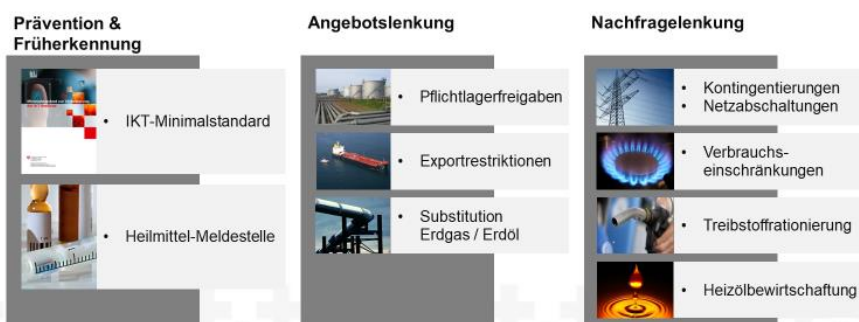 Prävention &
Früherkennung
• IKT-Minimalstandard
• Heilmittel-Meldestelle
Angebotslenkung
• Pflichtlagerfreigaben
• Exportrestriktionen
• Substitution
Erdgas / Erdöl
Nachfragelenkung
• Kontingentierungen
• Netzabschaltungen
• Verbrauchs-
einschränkungen
• Treibstoffrationierung
• Heizölbewirtschaftung